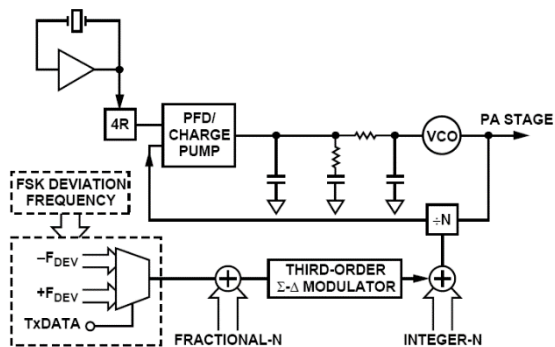 4R
PFD/
CHARGE
PUMP
VCO
PA STAGE
÷N
FSK DEVIATION
FREQUENCY
–FDEV
+FDEV
TxDATA
+
FRACTIONAL-N
THIRD-ORDER
Σ-Δ MODULATOR
+
INTEGER-N